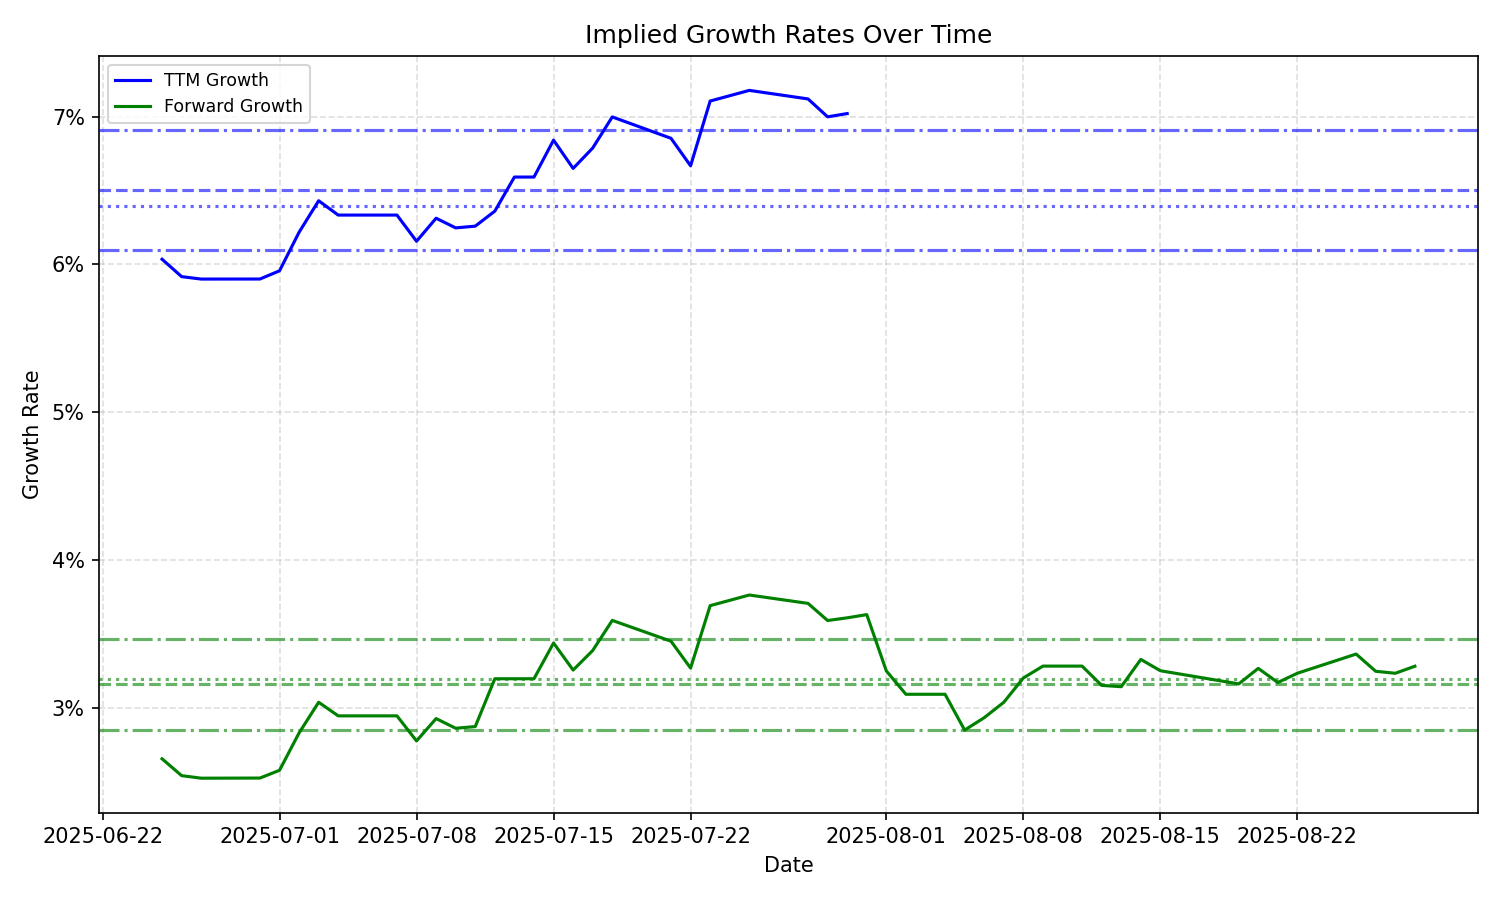 Implied Growth Rates Over Time
TTM Growth
Forward Growth
7%
6%
5%
4%
3%
Growth Rate
2025-06-22 2025-07-01 2025-07-08 2025-07-15 2025-07-22 2025-08-01 2025-08-08 2025-08-15 2025-08-22
Date